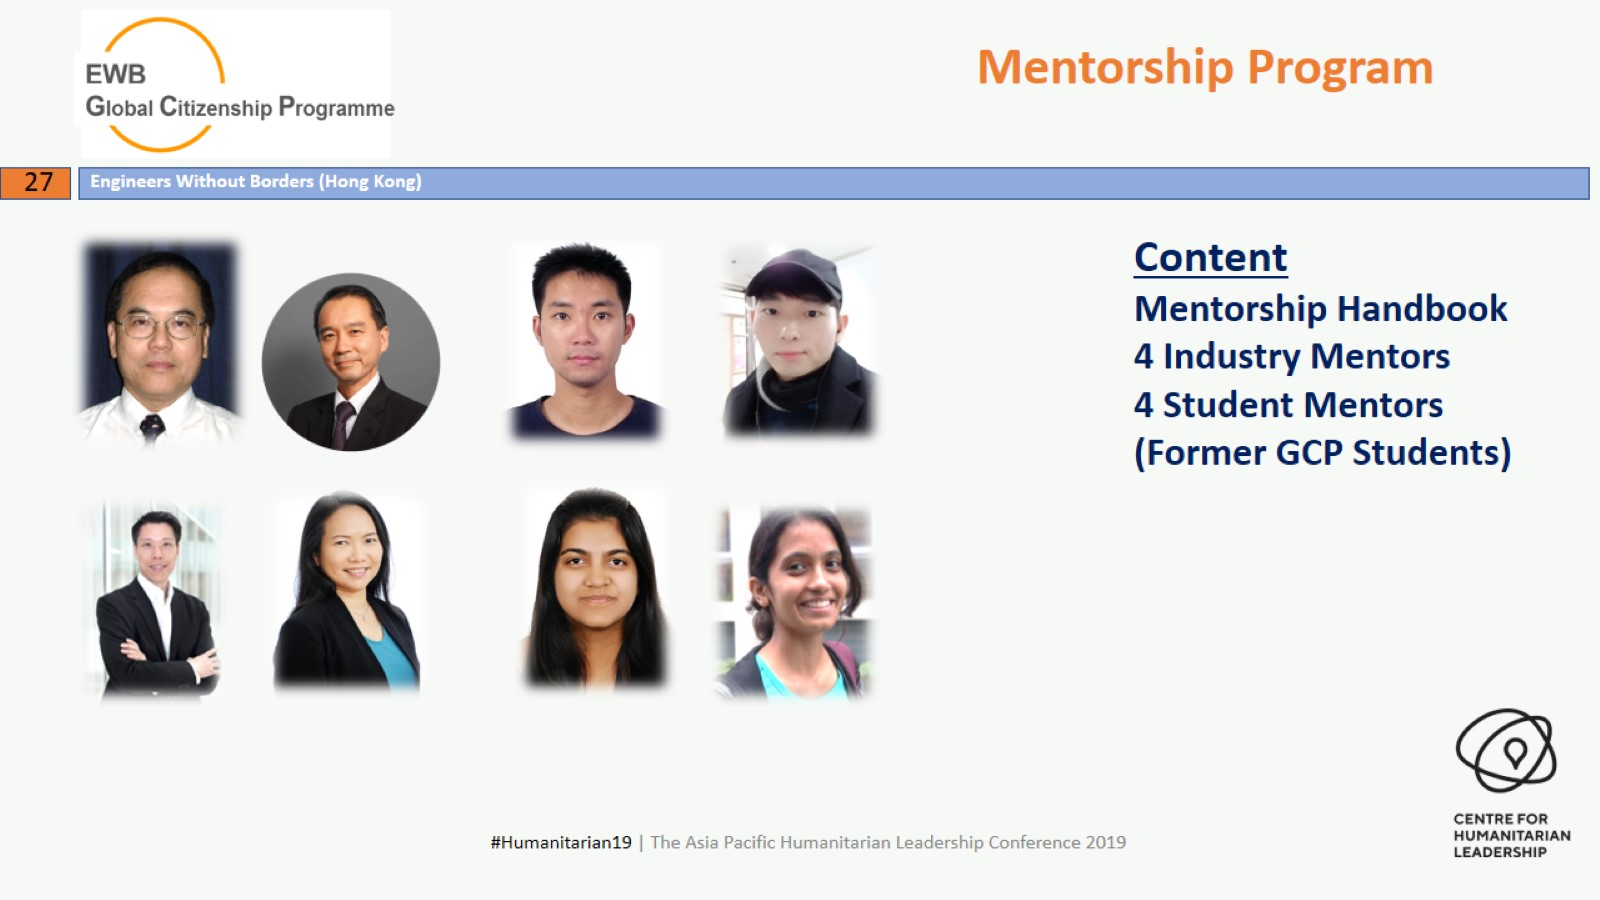 EWB
Global Citizenship Programme
Mentorship Program
27
Engineers Without Borders (Hong Kong)
Content
Mentorship Handbook
4 Industry Mentors
4 Student Mentors
(Former GCP Students)
#Humanitarian19 | The Asia Pacific Humanitarian Leadership Conference 2019
CENTRE FOR
HUMANITARIAN
LEADERSHIP